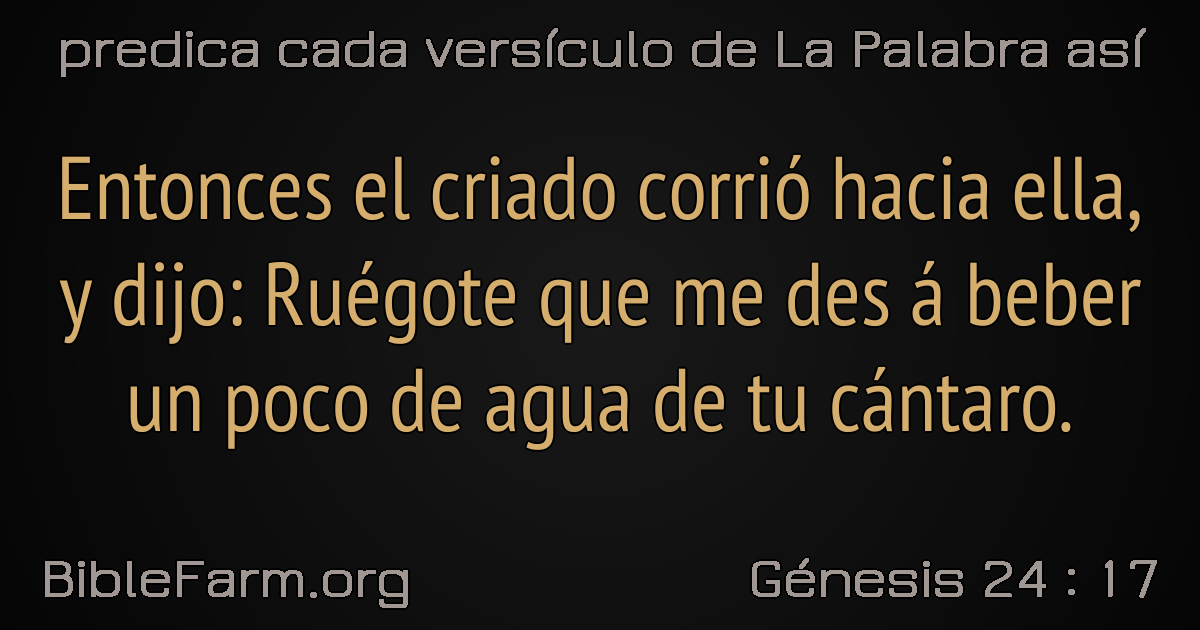 predica cada versículo de La Palabra así
Entonces el criado corrió hacia ella,
y dijo: Ruégote que me des á beber
un poco de agua de tu cántaro.
BibleFarm.org
Génesis 24 : 17